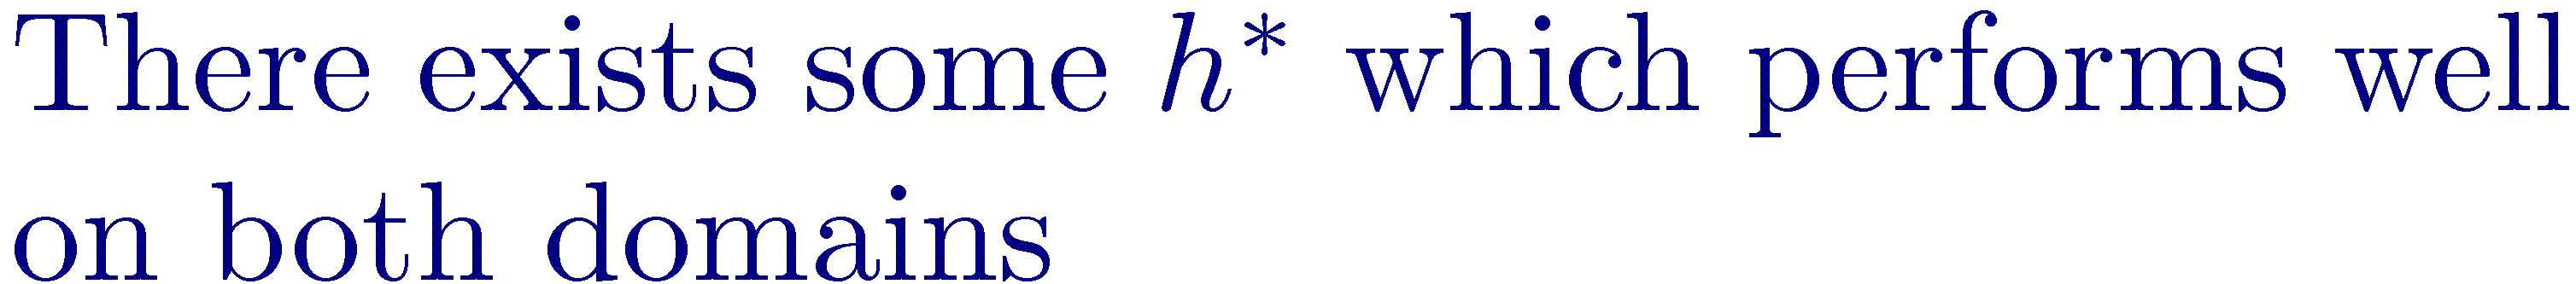 There exists some h* which performs well
on both domains